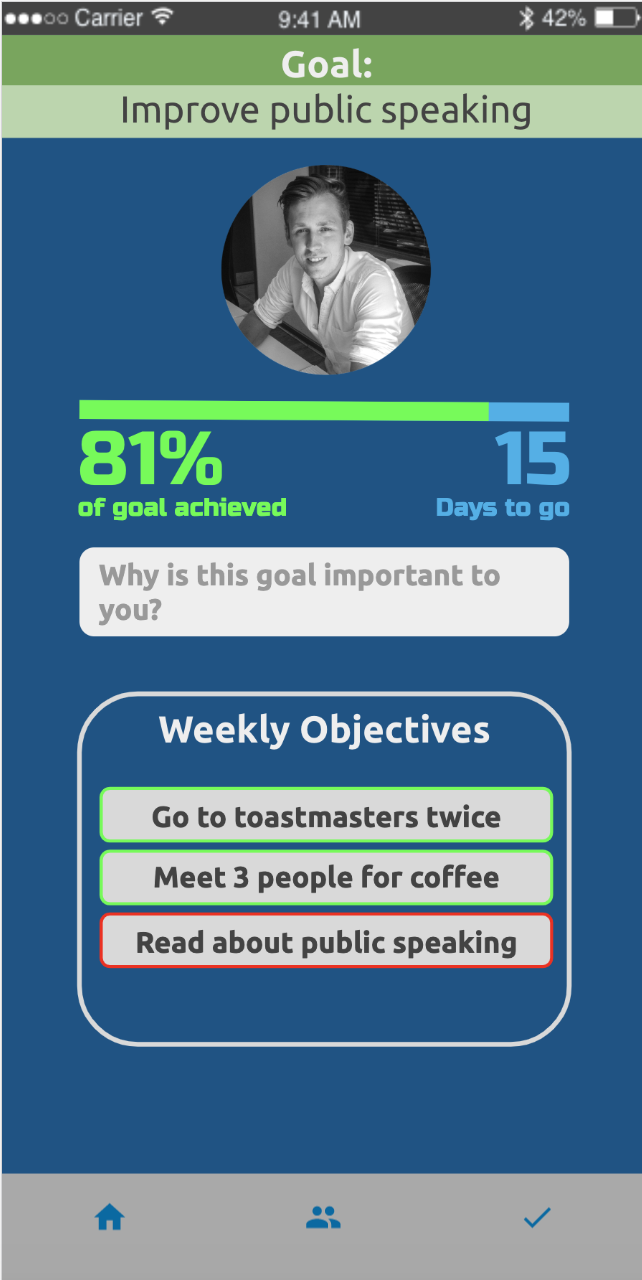 Carrier 9:41 AM 42%
Goal:
Improve public speaking
81% 15
of goal achieved Days to go
Why is this goal important to
you?
Weekly Objectives
Go to toastmasters twice
Meet 3 people for coffee
Read about public speaking